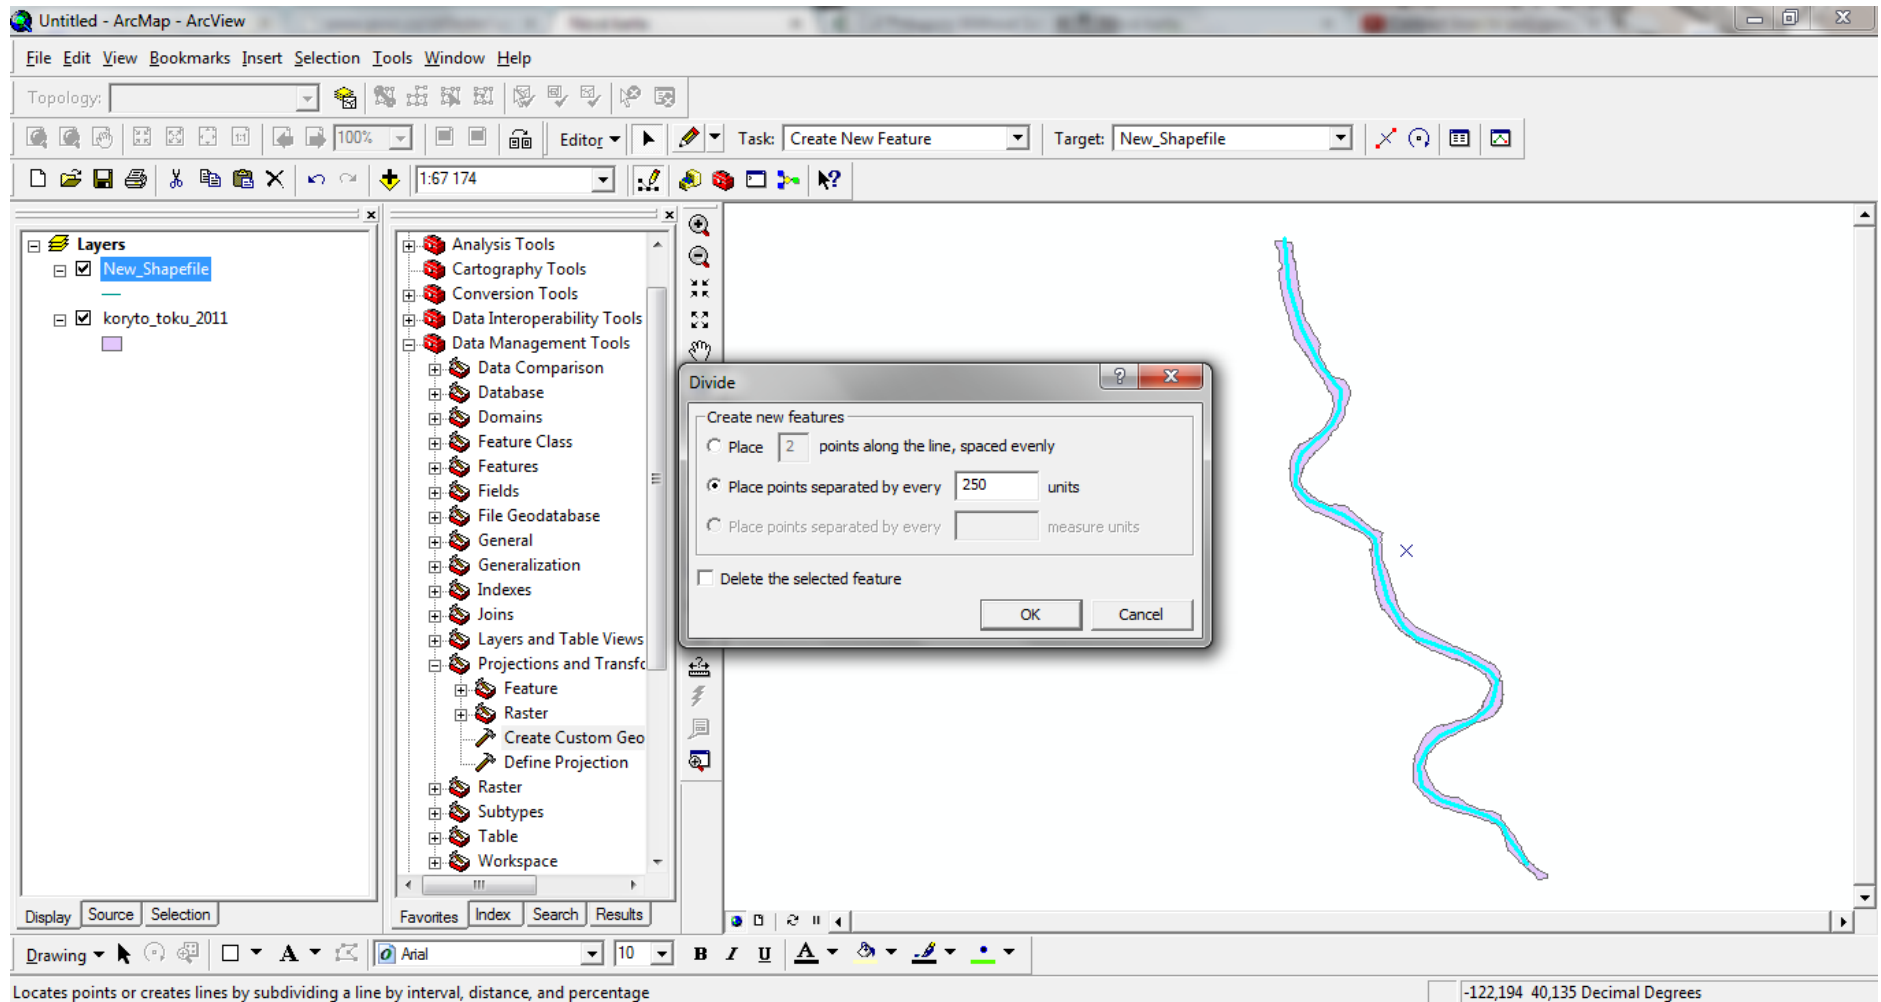 Untitled - ArcMap - ArcView
File Edit View Bookmarks Insert Selection Tools Window Help
Topology:
100% Editor Task: Create New Feature Target: New_Shapefile
1:67 174
Layers
New_Shapefile
koryto_toku_2011
Display Source Selection
Analysis Tools
Cartography Tools
Conversion Tools
Data Interoperability Tools
Data Management Tools
Data Comparison
Database
Domains
Feature Class
Features
Fields
File Geodatabase
General
Generalization
Indexes
Joins
Layers and Table Views
Projections and Transfc
Feature
Raster
Create Custom Geo
Define Projection
Raster
Subtypes
Table
Workspace
Favorites Index Search Results
Divide
Create new features
Place 2 points along the line, spaced evenly
Place points separated by every 250 units
Place points separated by every measure units
Delete the selected feature
OK Cancel
Drawing A Arial 10 B I U A
Locates points or creates lines by subdividing a line by interval, distance, and percentage
-122,194 40,135 Decimal Degrees